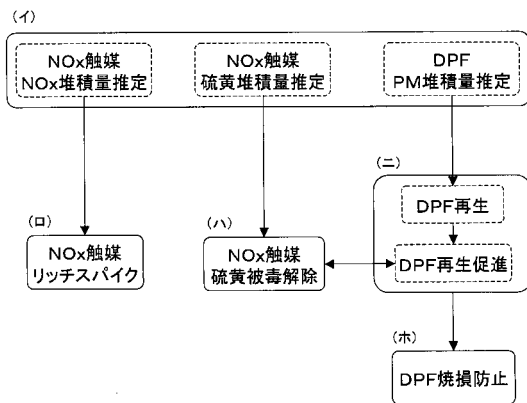 (イ)
NOx触媒
NOx堆積量推定
NOx触媒
硫黄堆積量推定
DPF
PM堆積量推定
(ニ)
DPF再生
(ロ)
NOx触媒
リッチスパイク
(ハ)
NOx触媒
硫黄被毒解除
DPF再生促進
(ホ)
DPF焼損防止